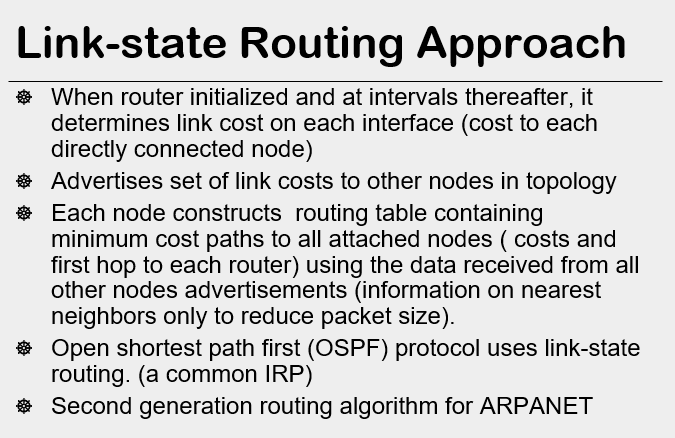 Link-state Routing Approach
When router initialized and at intervals thereafter, it
determines link cost on each interface (cost to each
directly connected node)
Advertises set of link costs to other nodes in topology
Each node constructs  routing table containing
minimum cost paths to all attached nodes ( costs and
first hop to each router) using the data received from all
other nodes advertisements (information on nearest
neighbors only to reduce packet size).
Open shortest path first (OSPF) protocol uses link-state
routing. (a common IRP)
Second generation routing algorithm for ARPANET